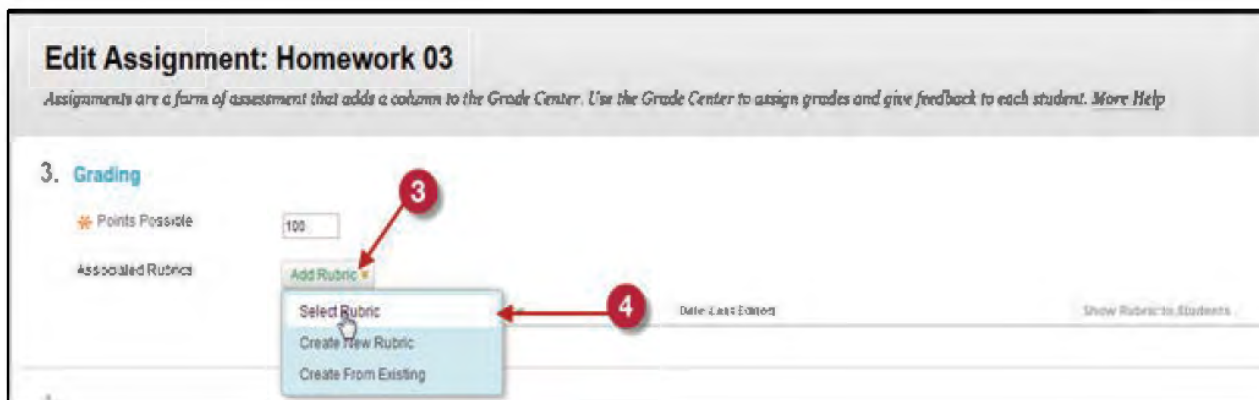 Edit Assignment: Homework 03
Assignments are a form of assessment that adds a column to the Grade Center. Use the Grade Center to assign grades and give feedback to each student. More Help
3. Grading
3
Points Possible 100
Associated Rubrics Add Rubric
Select Rubric 4 Date Last Edited Show Rubric to Students
Create New Rubric
Create From Existing